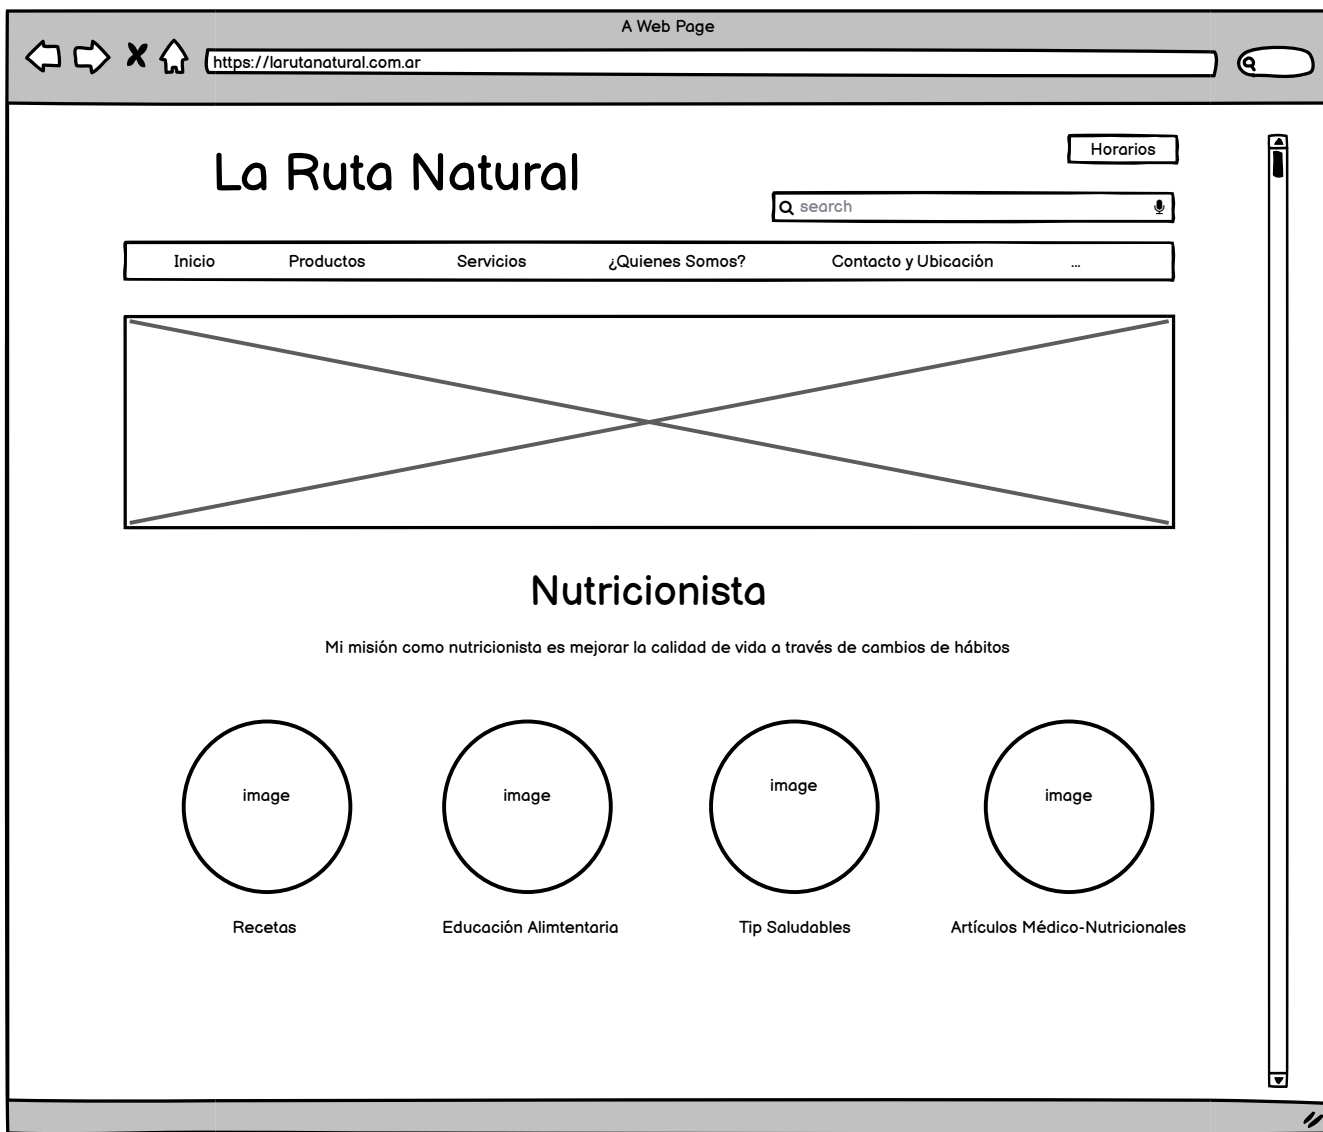 A Web Page
https://larutanatural.com.ar
Horarios
La Ruta Natural
search
Inicio Productos Servicios ¿Quienes Somos? Contacto y Ubicación ...
Nutricionista
Mi misión como nutricionista es mejorar la calidad de vida a través de cambios de hábitos
image image image image
Recetas Educación Alimtentaria Tip Saludables Artículos Médico-Nutricionales